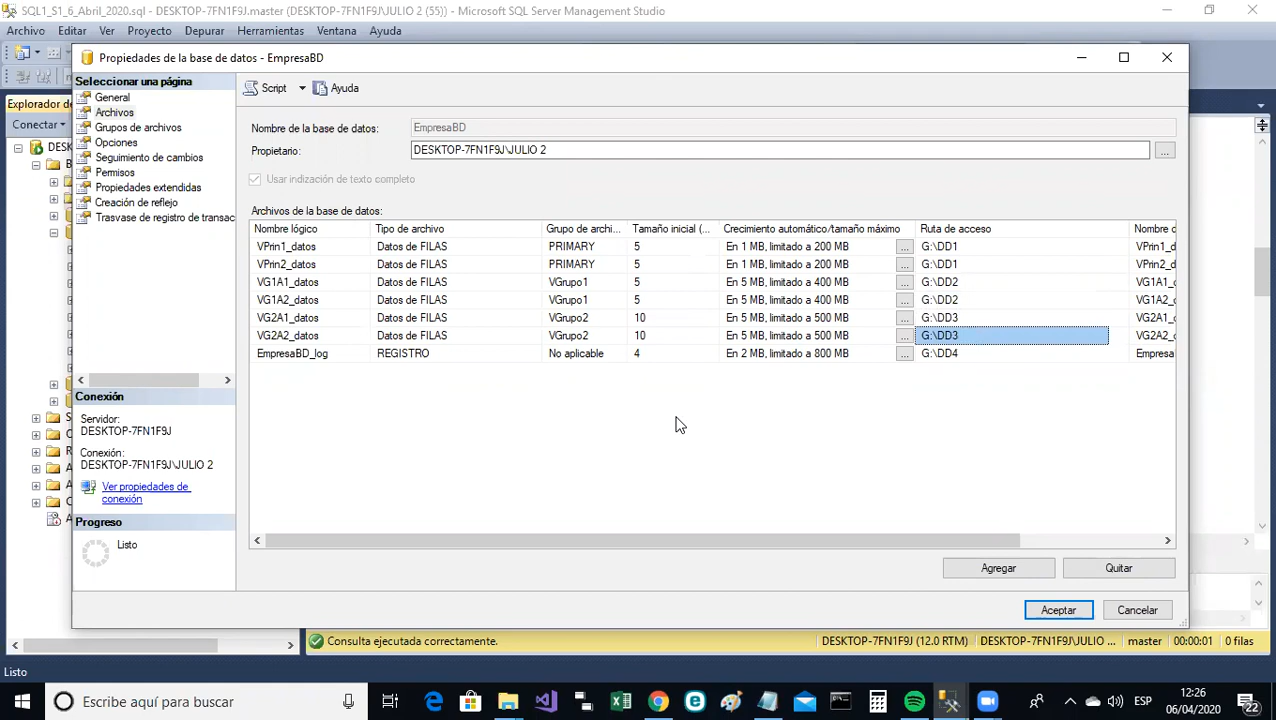 SQL1_S1_6_Abril_2020.sql - DESKTOP-7FN1F9J.master (DESKTOP-7FN1F9J\JULIO 2 (55)) - Microsoft SQL Server Management Studio
Archivo Editar Ver Proyecto Depurar Herramientas Ventana Ayuda
Propiedades de la base de datos - EmpresaBD
Seleccionar una página
General
Archivos
Grupos de archivos
Opciones
Seguimiento de cambios
Permisos
Propiedades extendidas
Creación de reflejo
Trasvase de registro de transac
Script Ayuda
Nombre de la base de datos: EmpresaBD
Propietario: DESKTOP-7FN1F9J\JULIO 2 ...
Usar indización de texto completo
Archivos de la base de datos:
Nombre lógico Tipo de archivo Grupo de archi... Tamaño inicial (... Crecimiento automático/tamaño máximo Ruta de acceso Nombre d
VPrin1_datos Datos de FILAS PRIMARY 5 En 1 MB, limitado a 200 MB ... G:\DD1 VPrin1_d
VPrin2_datos Datos de FILAS PRIMARY 5 En 1 MB, limitado a 200 MB ... G:\DD1 VPrin2_d
VG1A1_datos Datos de FILAS VGrupo1 5 En 5 MB, limitado a 400 MB ... G:\DD2 VG1A1_c
VG1A2_datos Datos de FILAS VGrupo1 5 En 5 MB, limitado a 400 MB ... G:\DD2 VG1A2_c
VG2A1_datos Datos de FILAS VGrupo2 10 En 5 MB, limitado a 500 MB ... G:\DD3 VG2A1_c
VG2A2_datos Datos de FILAS VGrupo2 10 En 5 MB, limitado a 500 MB ... G:\DD3 VG2A2_c
EmpresaBD_log REGISTRO No aplicable 4 En 2 MB, limitado a 800 MB ... G:\DD4 Empresa
Explorador d
Conectar
DESK
Conexión
Servidor:
DESKTOP-7FN1F9J
Conexión:
DESKTOP-7FN1F9J\JULIO 2
Ver propiedades de
conexión
Progreso
Listo
Agregar Quitar
Aceptar Cancelar
Consulta ejecutada correctamente. DESKTOP-7FN1F9J (12.0 RTM) DESKTOP-7FN1F9J\JULIO ... master 00:00:01 0 filas
Listo
Escribe aquí para buscar
ESP
12:26
06/04/2020
22